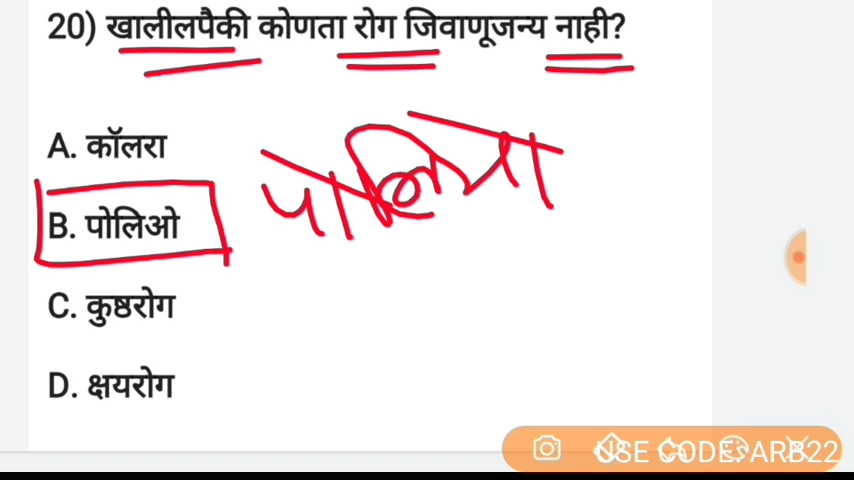 20) खालीलपैकी कोणता रोग जिवाणूजन्य नाही?
A. कॉलरा
B. पोलिओ
पोलियो
C. कुष्ठरोग
D. क्षयरोग
USE CODE: ARB22